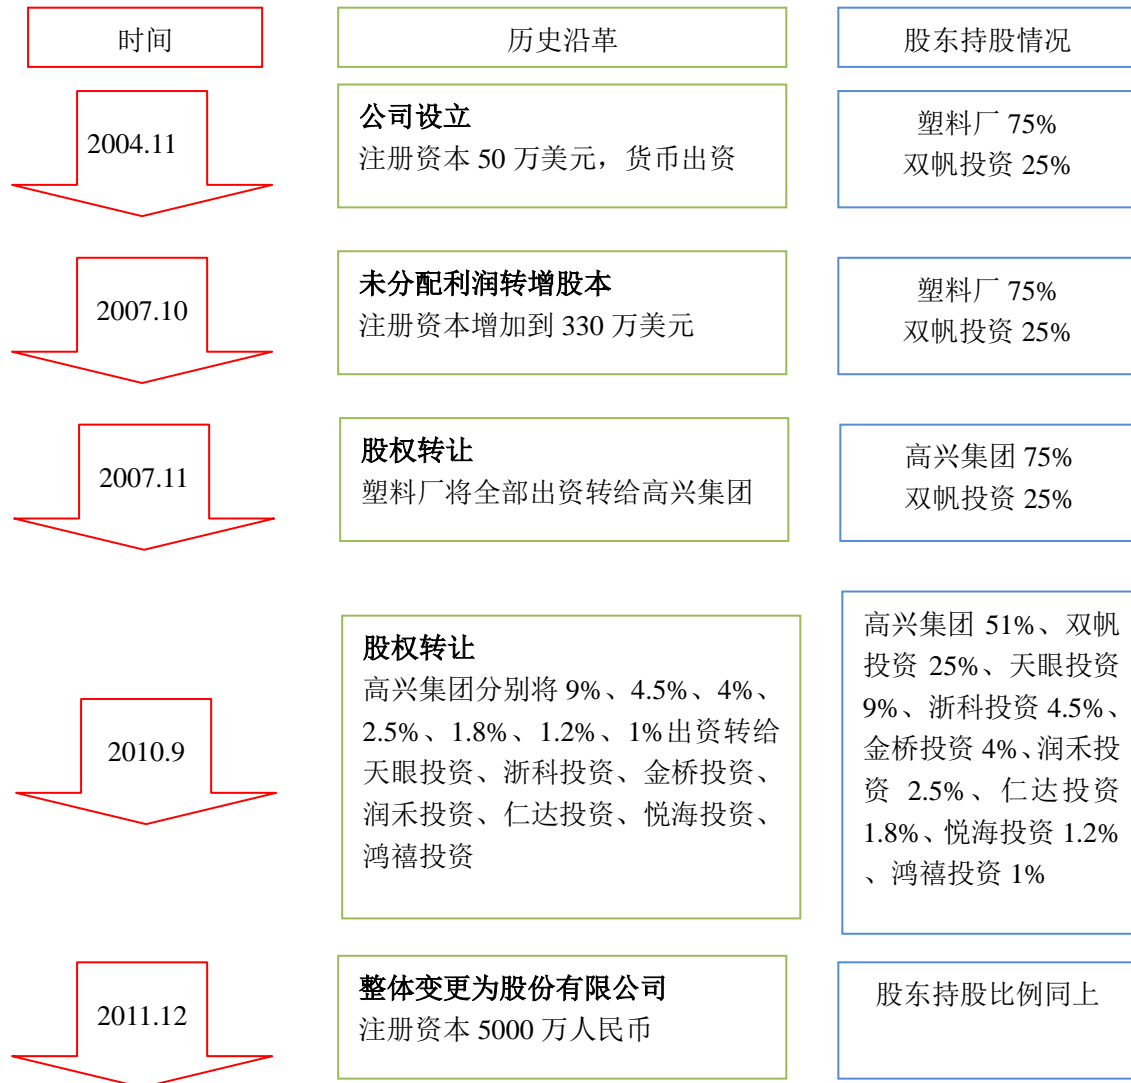 时间
历史沿革
股东持股情况
2004.11
公司设立
注册资本 50 万美元，货币出资
塑料厂 75%
双帆投资 25%
2007.10
未分配利润转增股本
注册资本增加到 330 万美元
塑料厂 75%
双帆投资 25%
2007.11
股权转让
塑料厂将全部出资转给高兴集团
高兴集团 75%
双帆投资 25%
2010.9
股权转让
高兴集团分别将 9%、4.5%、4%、
2.5%、1.8%、1.2%、1%出资转给
天眼投资、浙科投资、金桥投资、
润禾投资、仁达投资、悦海投资、
鸿禧投资
高兴集团 51%、双帆
投资 25%、天眼投资
9%、浙科投资 4.5%、
金桥投资 4%、润禾投
资 2.5%、仁达投资
1.8%、悦海投资 1.2%
、鸿禧投资 1%
2011.12
整体变更为股份有限公司
注册资本 5000 万人民币
股东持股比例同上